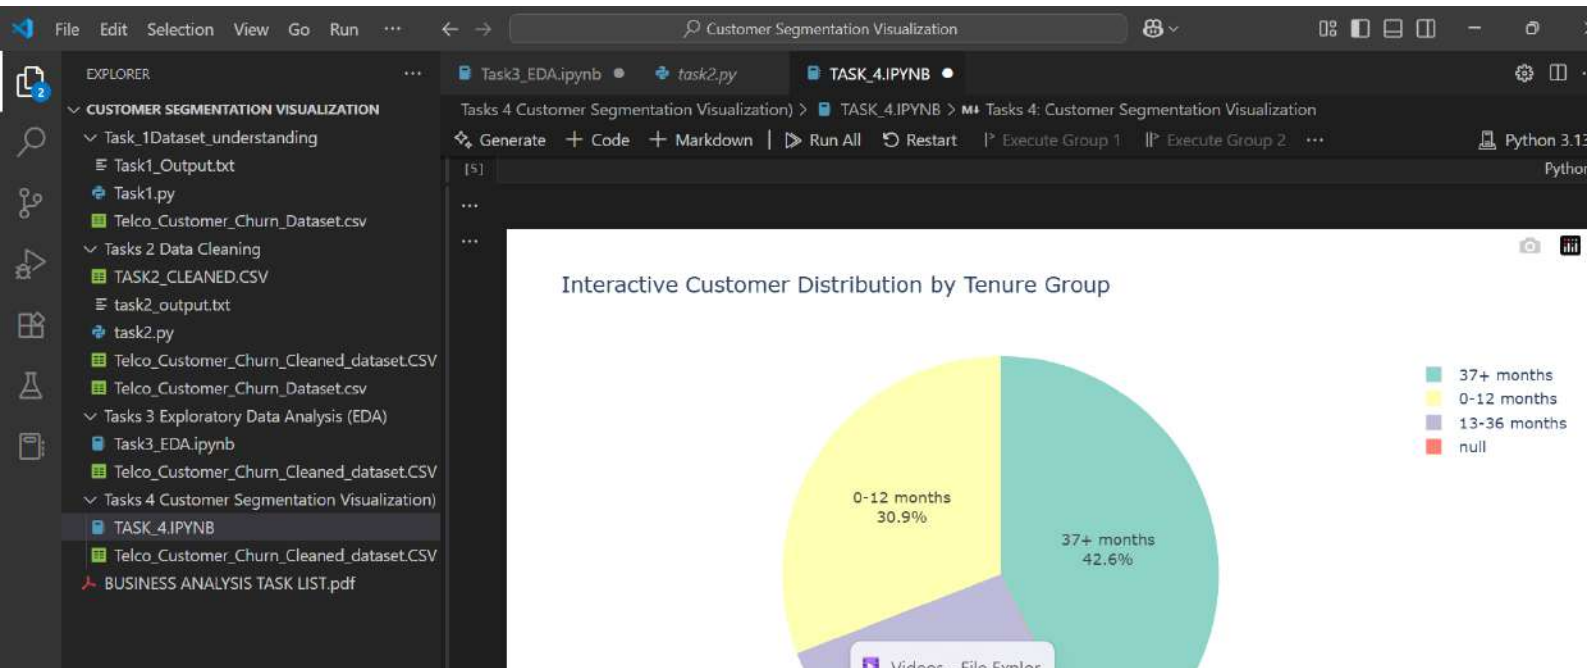 File Edit Selection View Go Run ...
Customer Segmentation Visualization
EXPLORER
2
CUSTOMER SEGMENTATION VISUALIZATION
Task_1Dataset_understanding
Task1_Output.txt
Task1.py
Telco_Customer_Churn_Dataset.csv
Tasks 2 Data Cleaning
TASK2_CLEANED.CSV
task2_output.txt
task2.py
Telco_Customer_Churn_Cleaned_dataset.CSV
Telco_Customer_Churn_Dataset.csv
Tasks 3 Exploratory Data Analysis (EDA)
Task3_EDA.ipynb
Telco_Customer_Churn_Cleaned_dataset.CSV
Tasks 4 Customer Segmentation Visualization)
TASK_4.IPYNB
Telco_Customer_Churn_Cleaned_dataset.CSV
BUSINESS ANALYSIS TASK LIST.pdf
Task3_EDA.ipynb task2.py TASK_4.IPYNB
Tasks 4 Customer Segmentation Visualization) > TASK_4.IPYNB > M↓ Tasks 4: Customer Segmentation Visualization
Generate + Code + Markdown | Run All Restart Execute Group 1 Execute Group 2 ... Python 3.13
[5]
Python
...
...
Interactive Customer Distribution by Tenure Group
37+ months
0-12 months
13-36 months
null
0-12 months
30.9%
37+ months
42.6%
Videos - File Explor